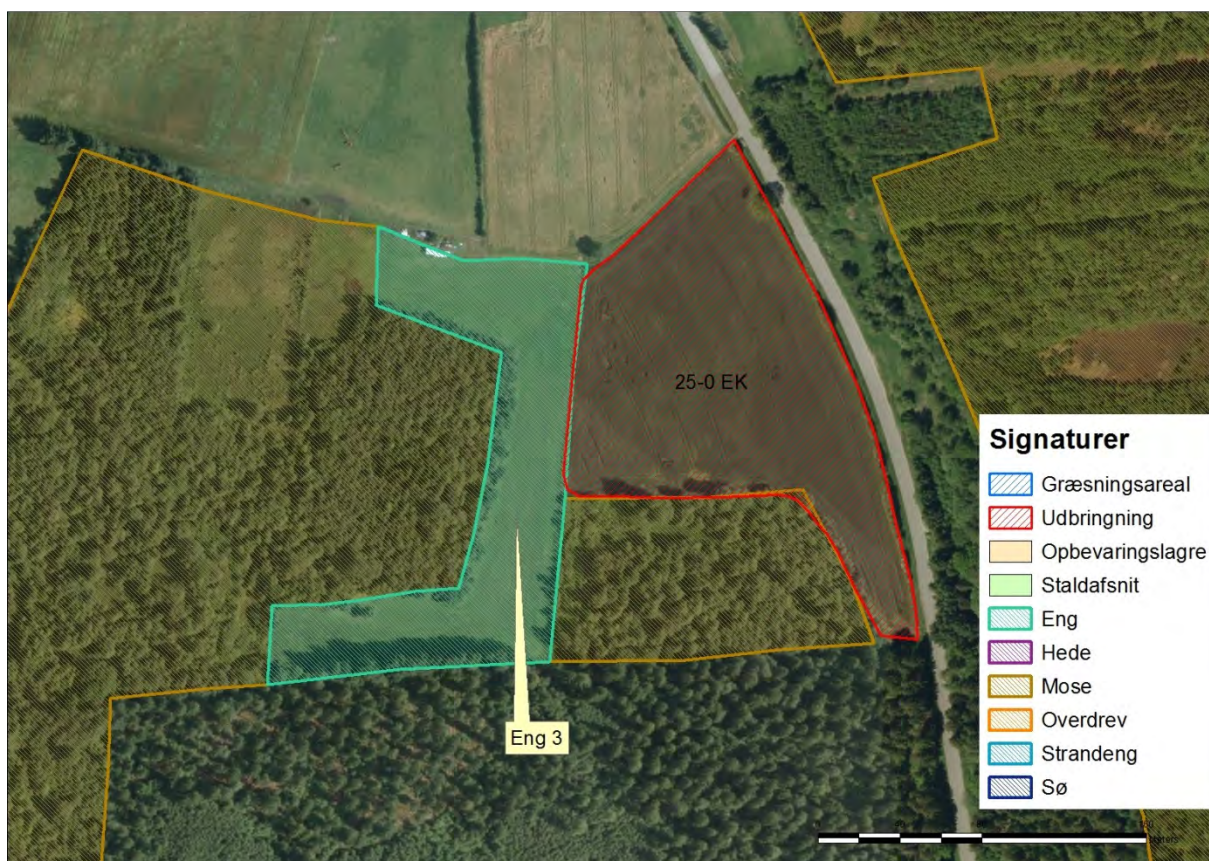 25-0 EK
Eng 3
Signaturer
Græsningsareal
Udbringning
Opbevaringslagre
Staldafsnit
Eng
Hede
Mose
Overdrev
Strandeng
Sø